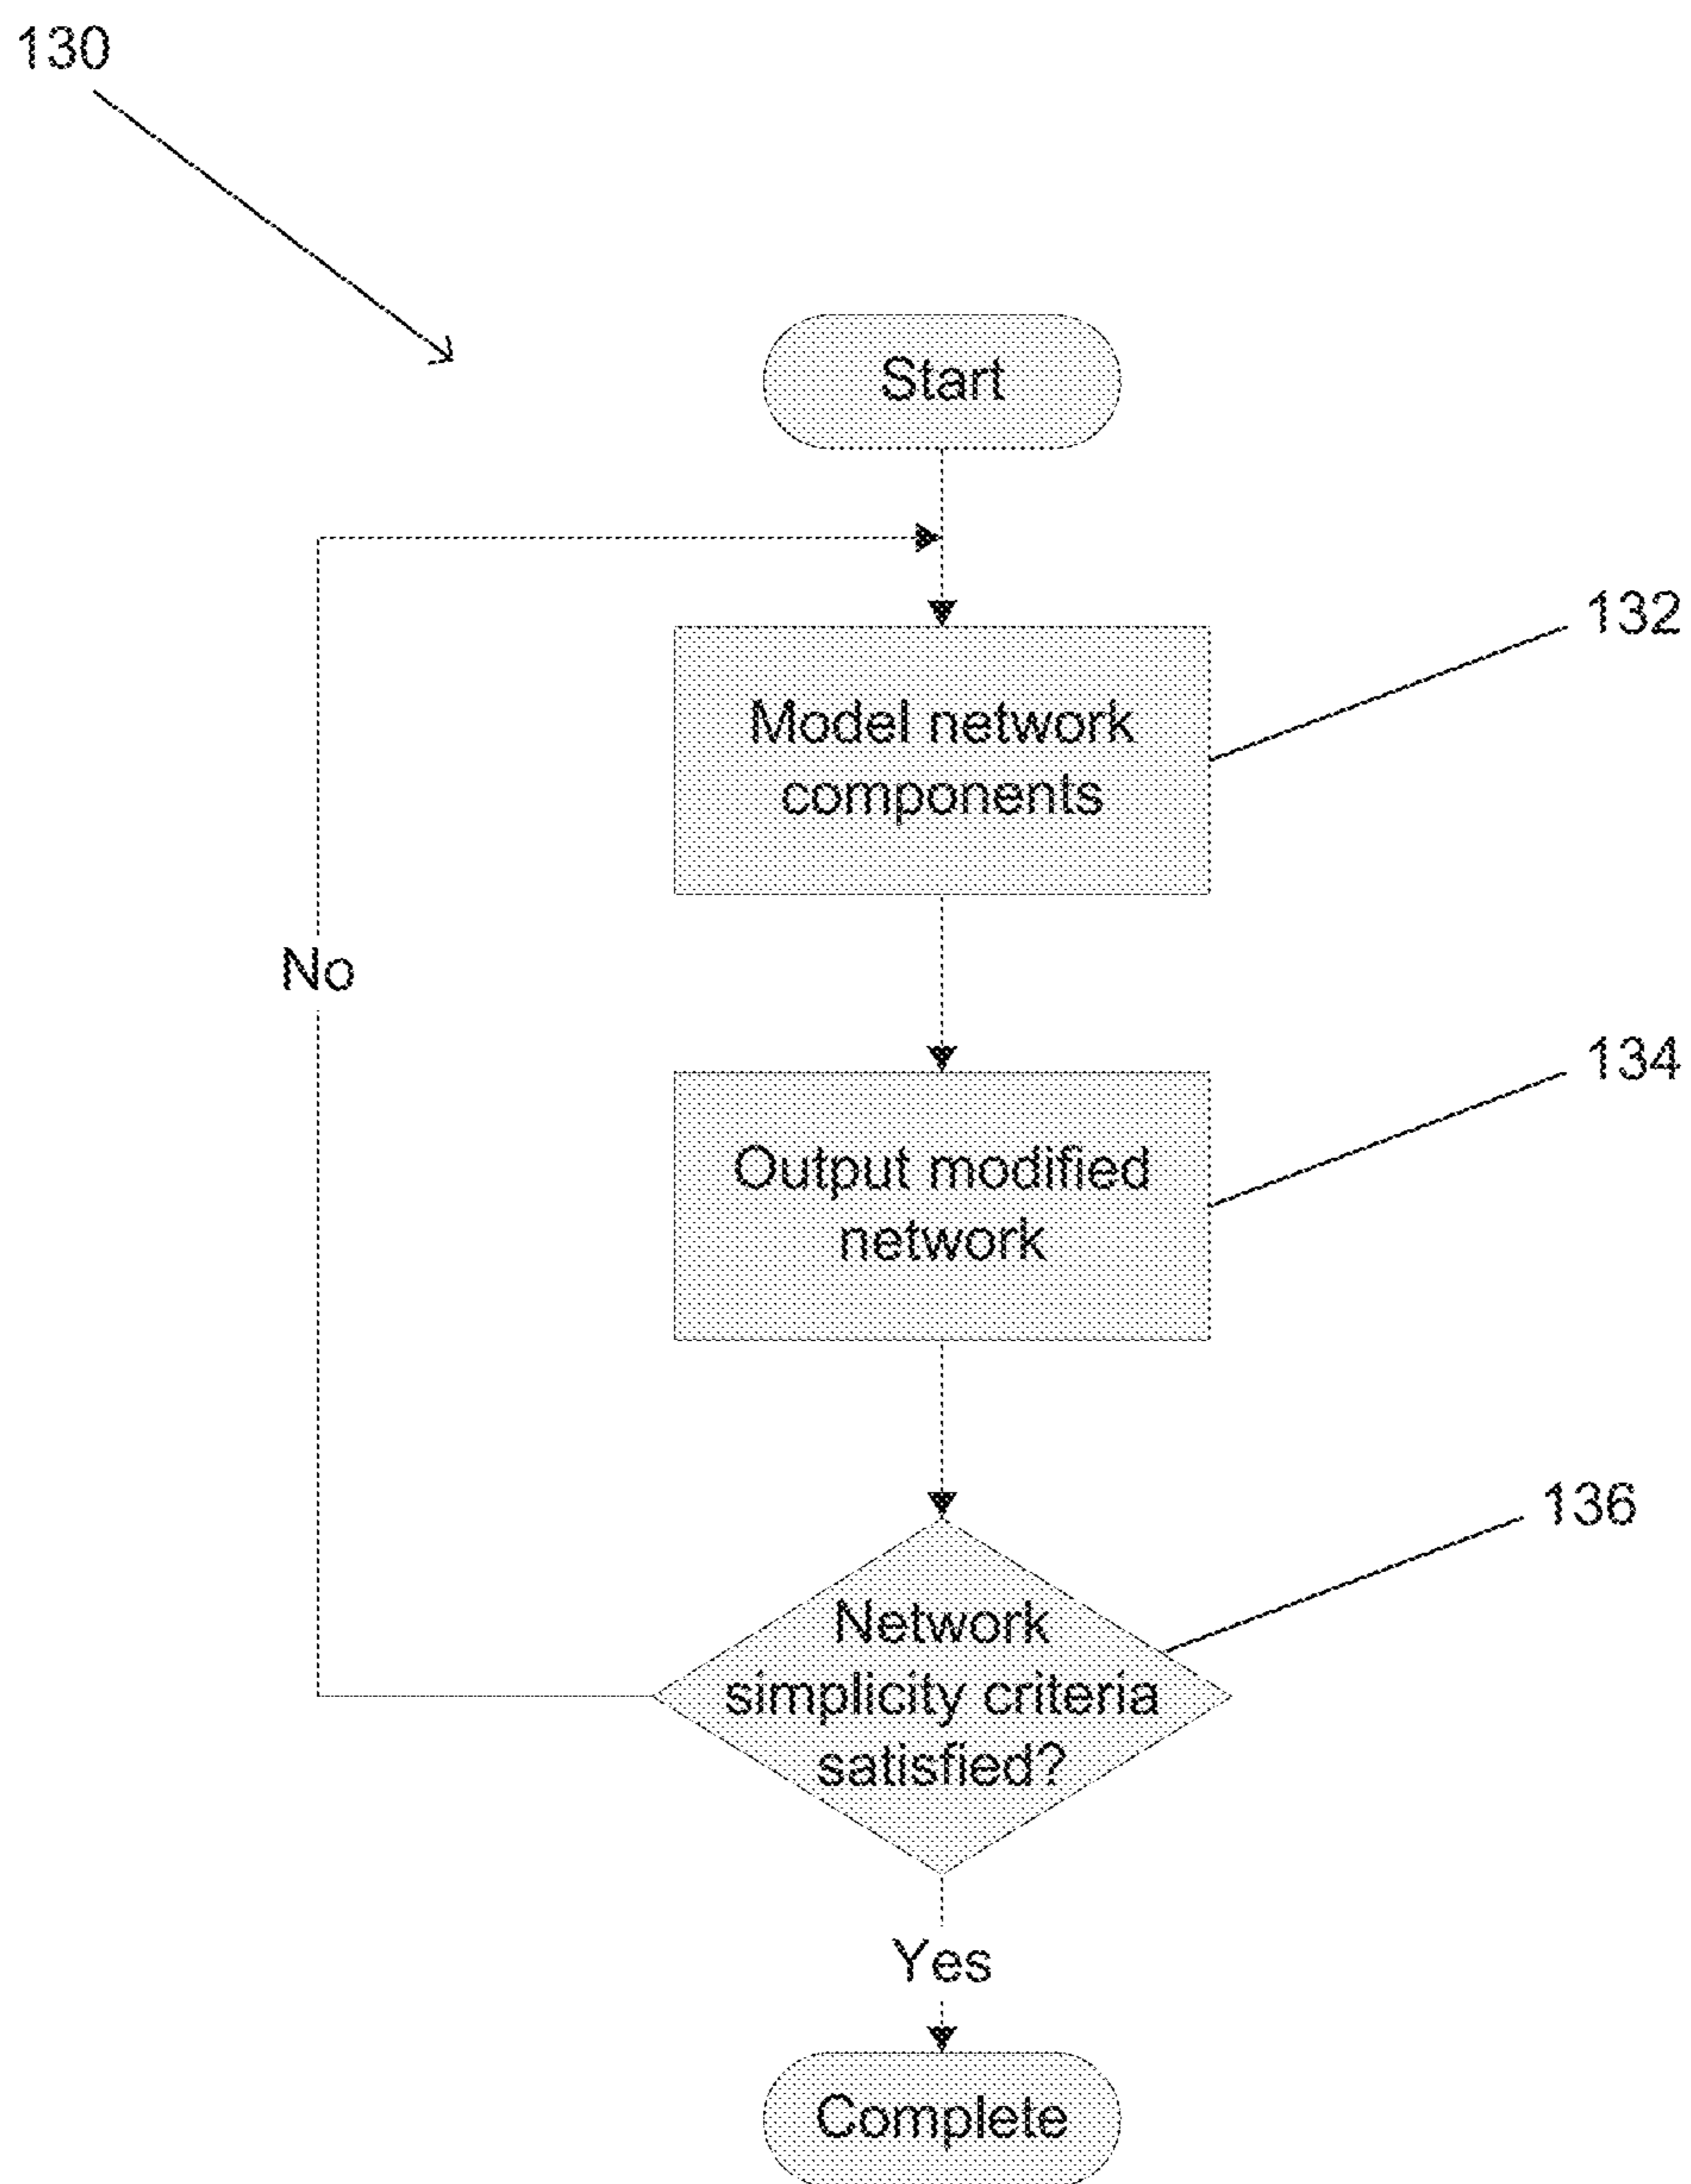 130
Start
132
Model network
components
No
134
Output modified
network
136
Network
simplicity criteria
satisfied?
Yes
Complete